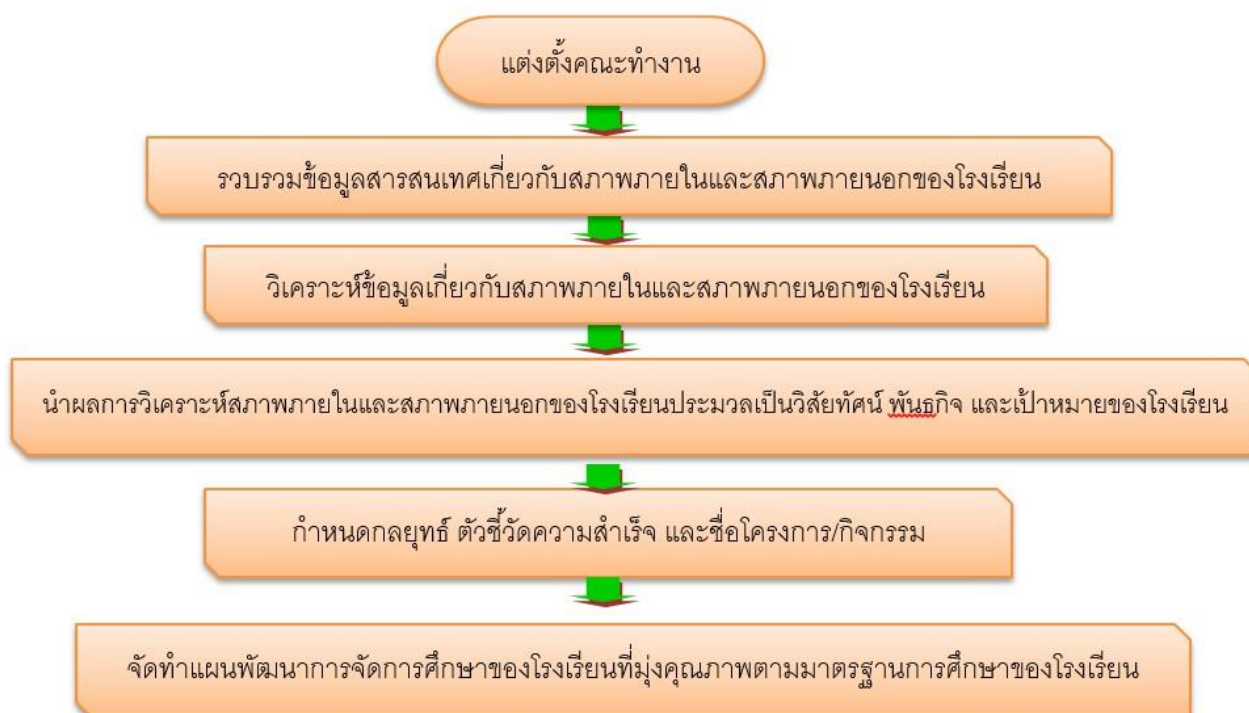 แต่งตั้งคณะทำงาน
รวบรวมข้อมูลสารสนเทศเกี่ยวกับสภาพภายในและสภาพภายนอกของโรงเรียน
วิเคราะห์ข้อมูลเกี่ยวกับสภาพภายในและสภาพภายนอกของโรงเรียน
นำผลการวิเคราะห์สภาพภายในและสภาพภายนอกของโรงเรียนประมวลเป็นวิสัยทัศน์ พันธกิจ และเป้าหมายของโรงเรียน
กำหนดกลยุทธ์ ตัวชี้วัดความสำเร็จ และชื่อโครงการ/กิจกรรม
จัดทำแผนพัฒนาการจัดการศึกษาของโรงเรียนที่มุ่งคุณภาพตามมาตรฐานการศึกษาของโรงเรียน